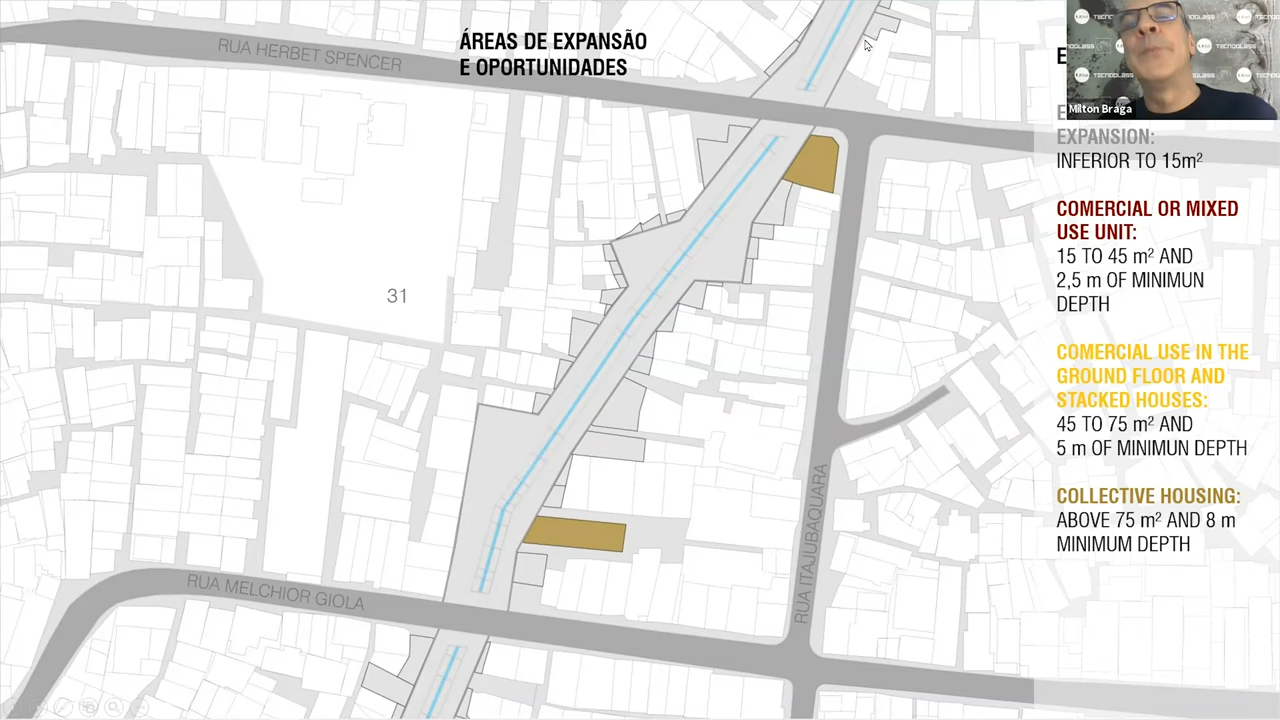 RUA HERBET SPENCER
ÁREAS DE EXPANSÃO
E OPORTUNIDADES
31
RUA ITAJUBAQUARA
RUA MELCHIOR GIOLA
TECNOGLASS
Milton Braga
EXPANSION:
INFERIOR TO 15m²
COMERCIAL OR MIXED
USE UNIT:
15 TO 45 m² AND
2,5 m OF MINIMUN
DEPTH
COMERCIAL USE IN THE
GROUND FLOOR AND
STACKED HOUSES:
45 TO 75 m² AND
5 m OF MINIMUN DEPTH
COLLECTIVE HOUSING:
ABOVE 75 m² AND 8 m
MINIMUM DEPTH